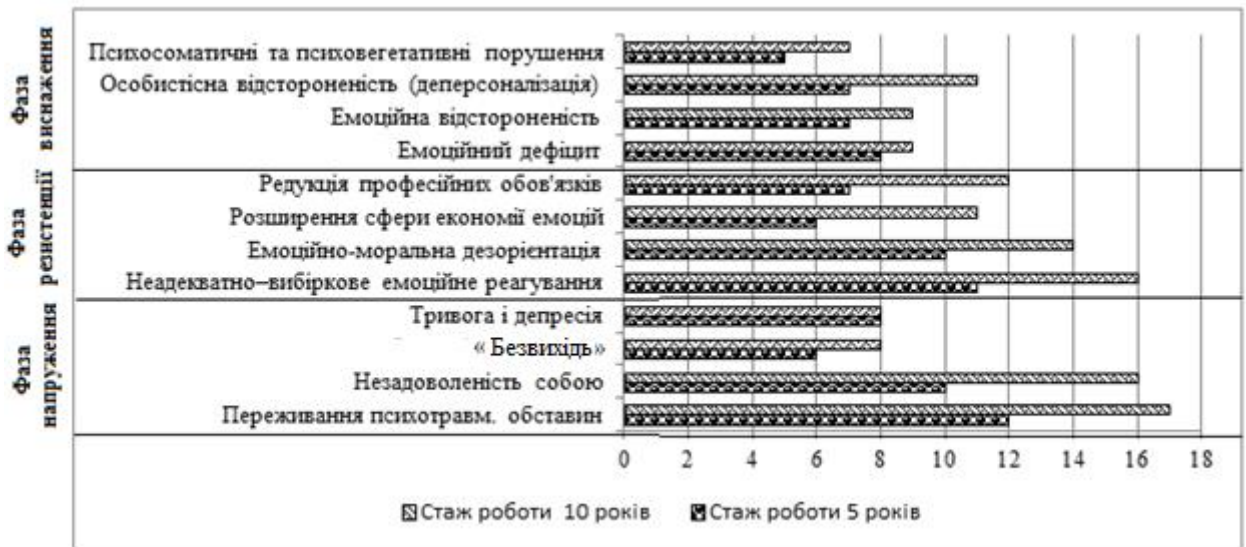 Фаза виснаження
Психосоматичні та психовегетативні порушення
Особистісна відстороненість (деперсоналізація)
Емоційна відстороненість
Емоційний дефіцит
Фаза резистенції
Редукція професійних обов'язків
Розширення сфери економії емоцій
Емоційно-моральна дезорієнтація
Неадекватно–вибіркове емоційне реагування
Фаза напруження
Тривога і депресія
« Безвихідь»
Незадоволеність собою
Переживання психотравм. обставин
0 2 4 6 8 10 12 14 16 18
Стаж роботи 10 років Стаж роботи 5 років